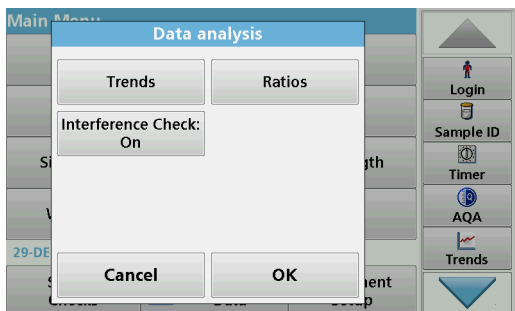 Main Menu
Data analysis
Trends
Ratios
Interference Check:
On
Cancel
OK
29-DE
gth
Login
Sample ID
Timer
AQA
Trends